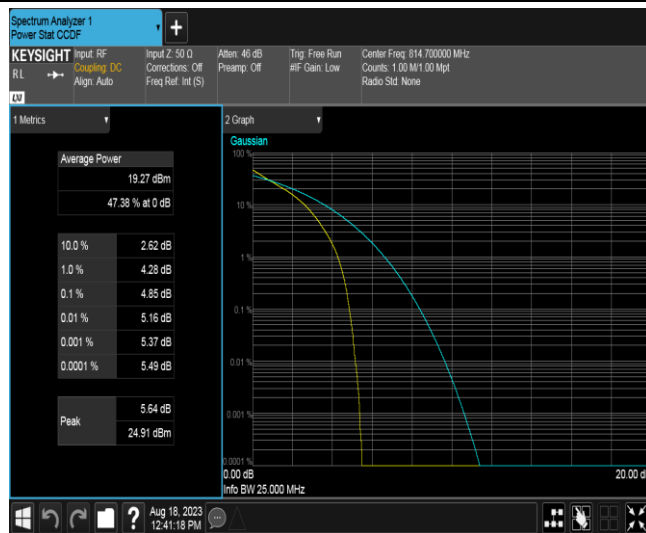 Spectrum Analyzer 1
Power Stat CCDF
+
KEYSIGHT
RL
LXI
Input: RF
Coupling: DC
Align: Auto
Input Z: 50 Ω
Corrections: Off
Freq Ref: Int (S)
Atten: 46 dB
Preamp: Off
Trig: Free Run
#IF Gain: Low
Center Freq: 814.700000 MHz
Counts: 1.00 M/1.00 Mpt
Radio Std: None
1 Metrics
Average Power
19.27 dBm
47.38 % at 0 dB
10.0 % 2.62 dB
1.0 % 4.28 dB
0.1 % 4.85 dB
0.01 % 5.16 dB
0.001 % 5.37 dB
0.0001 % 5.49 dB
Peak
5.64 dB
24.91 dBm
2 Graph
Gaussian
100 %
10 %
1 %
0.1 %
0.01 %
0.001 %
0.0001 %
0.00 dB
20.00 d
Info BW 25.000 MHz
?
Aug 18, 2023
12:41:18 PM